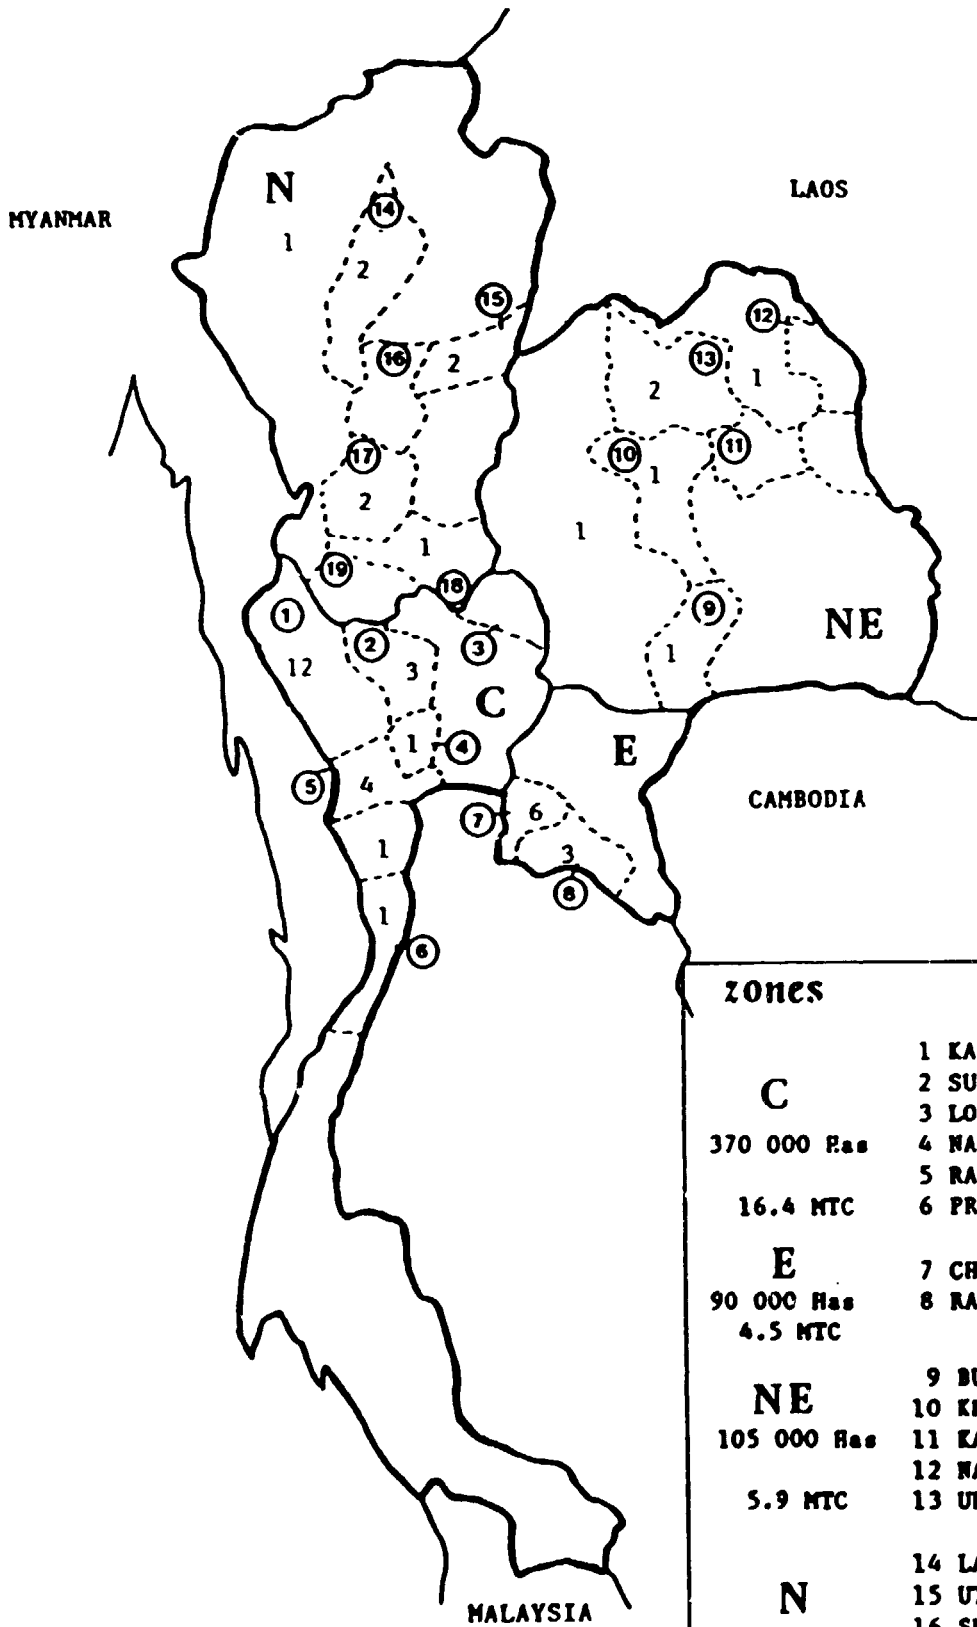 N
LAOS
MYANMAR
14
1
2
15
12
16
13
2
1
2
17
10
11
1
2
1
1
19
18
1
9
2
3
NE
12
3
1
C
1
4
E
5
4
CAMBODIA
7
6
1
3
8
1
6
zones
1 KA
2 SU
C
3 LO
370 000 Has
4 NA
5 RA
16.4 MTC
6 PR
E
7 CH
90 000 Has
8 RA
4.5 MTC
9 BU
NE
10 KH
105 000 Has
11 KA
12 NA
5.9 MTC
13 UD
14 LA
N
15 UT
16 SU
MALAYSIA